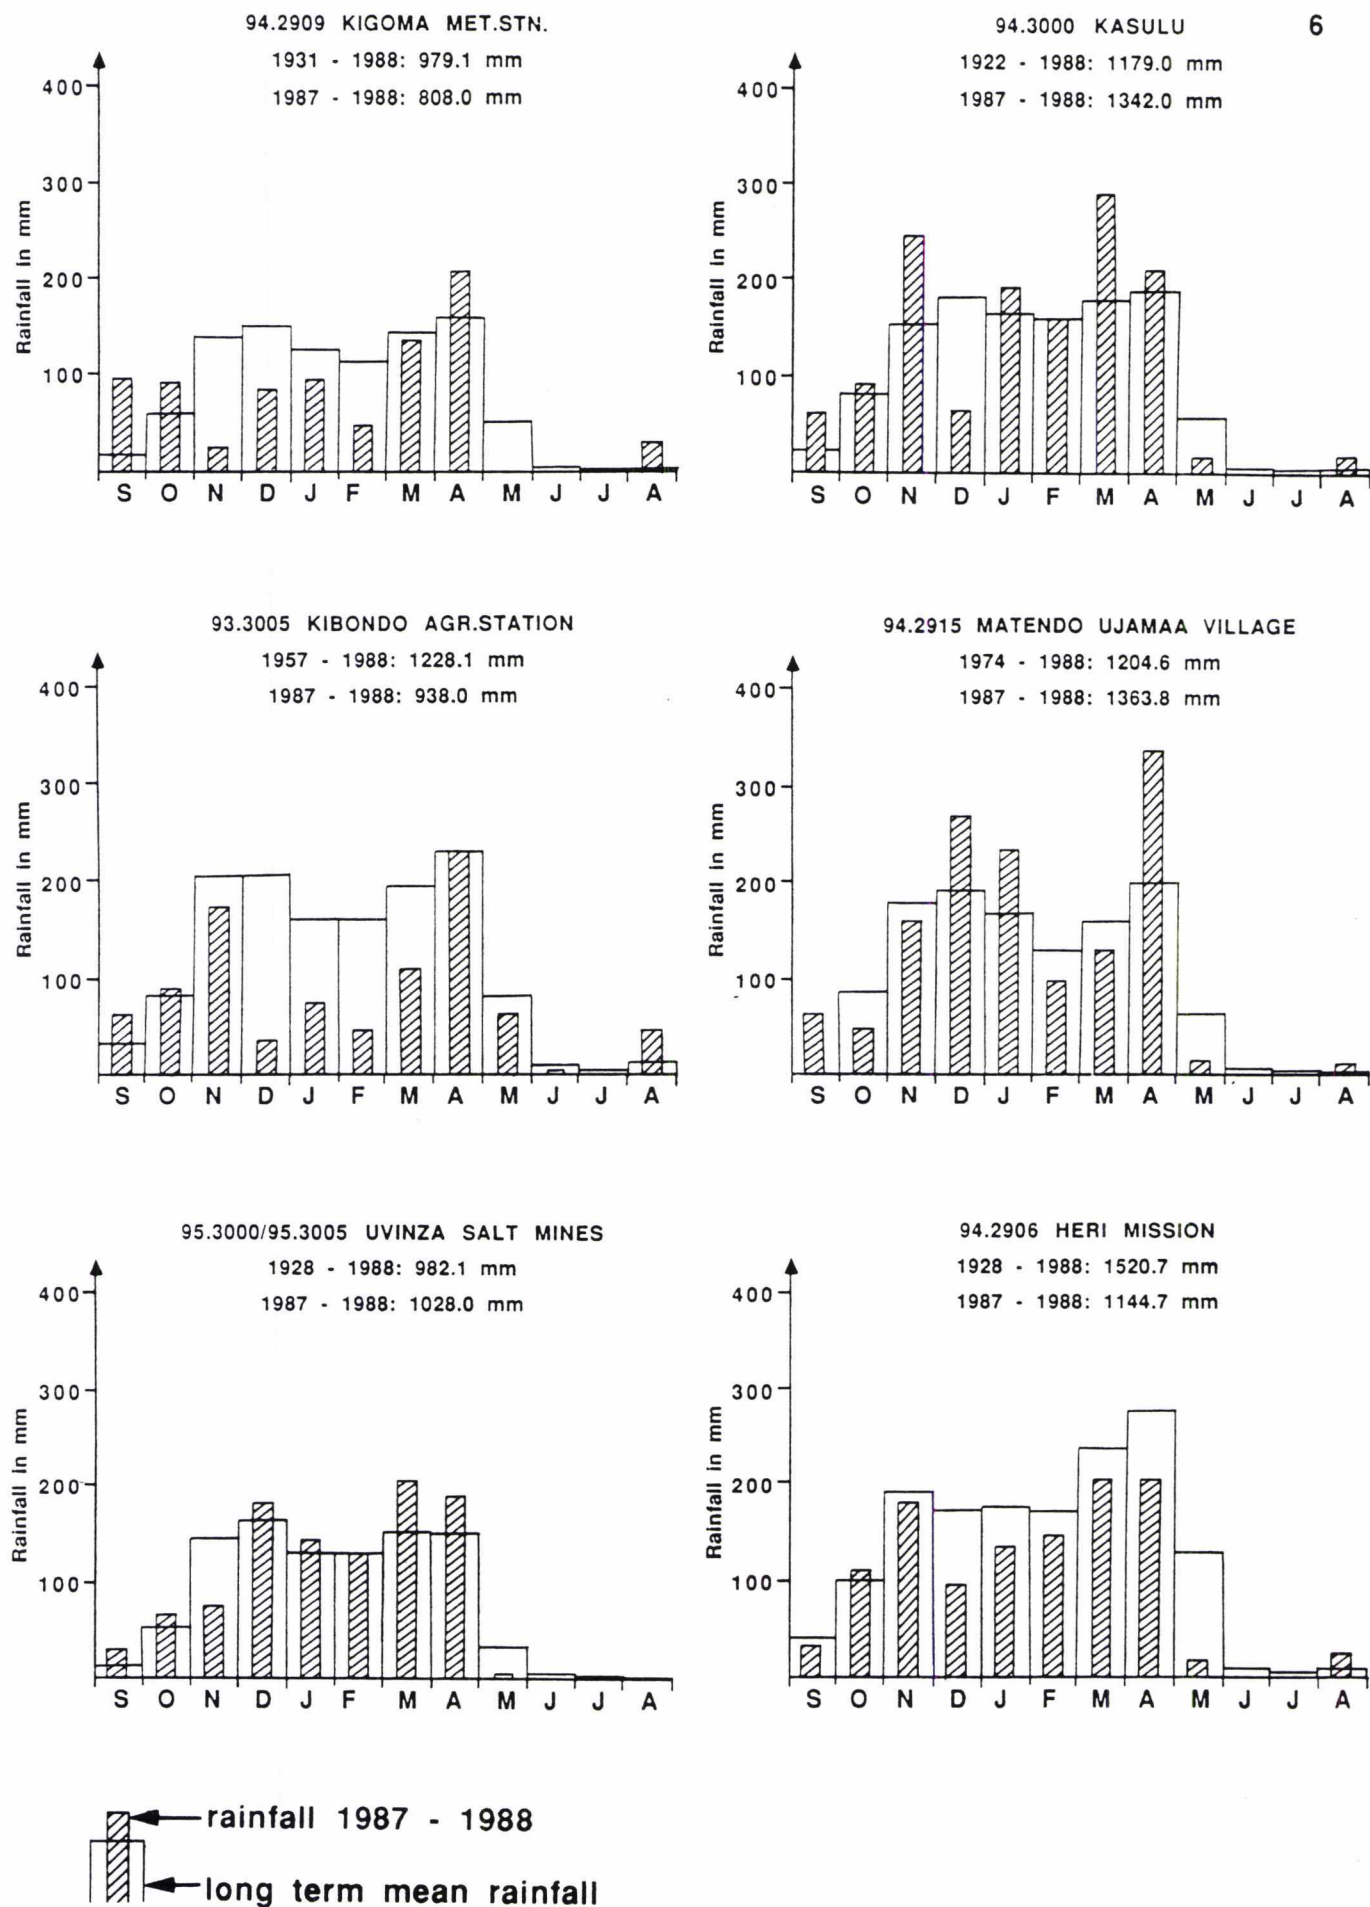 6
94.2909 KIGOMA MET.STN.
1931 - 1988: 979.1 mm
1987 - 1988: 808.0 mm
Rainfall in mm
400
300
200
100
S O N D J F M A M J J A
94.3000 KASULU
1922 - 1988: 1179.0 mm
1987 - 1988: 1342.0 mm
Rainfall in mm
400
300
200
100
S O N D J F M A M J J A
93.3005 KIBONDO AGR.STATION
1957 - 1988: 1228.1 mm
1987 - 1988: 938.0 mm
Rainfall in mm
400
300
200
100
S O N D J F M A M J J A
94.2915 MATENDO UJAMAA VILLAGE
1974 - 1988: 1204.6 mm
1987 - 1988: 1363.8 mm
Rainfall in mm
400
300
200
100
S O N D J F M A M J J A
95.3000/95.3005 UVINZA SALT MINES
1928 - 1988: 982.1 mm
1987 - 1988: 1028.0 mm
Rainfall in mm
400
300
200
100
S O N D J F M A M J J A
94.2906 HERI MISSION
1928 - 1988: 1520.7 mm
1987 - 1988: 1144.7 mm
Rainfall in mm
400
300
200
100
S O N D J F M A M J J A
rainfall 1987 - 1988
long term mean rainfall